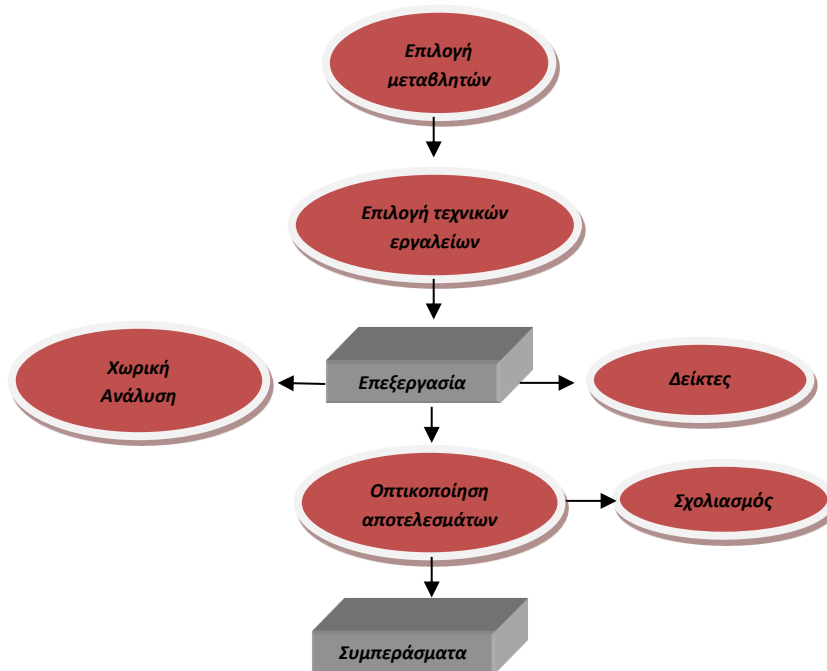 Επιλογή
μεταβλητών
Επιλογή τεχνικών
εργαλείων
Χωρική
Ανάλυση
Επεξεργασία
Δείκτες
Οπτικοποίηση
αποτελεσμάτων
Σχολιασμός
Συμπεράσματα